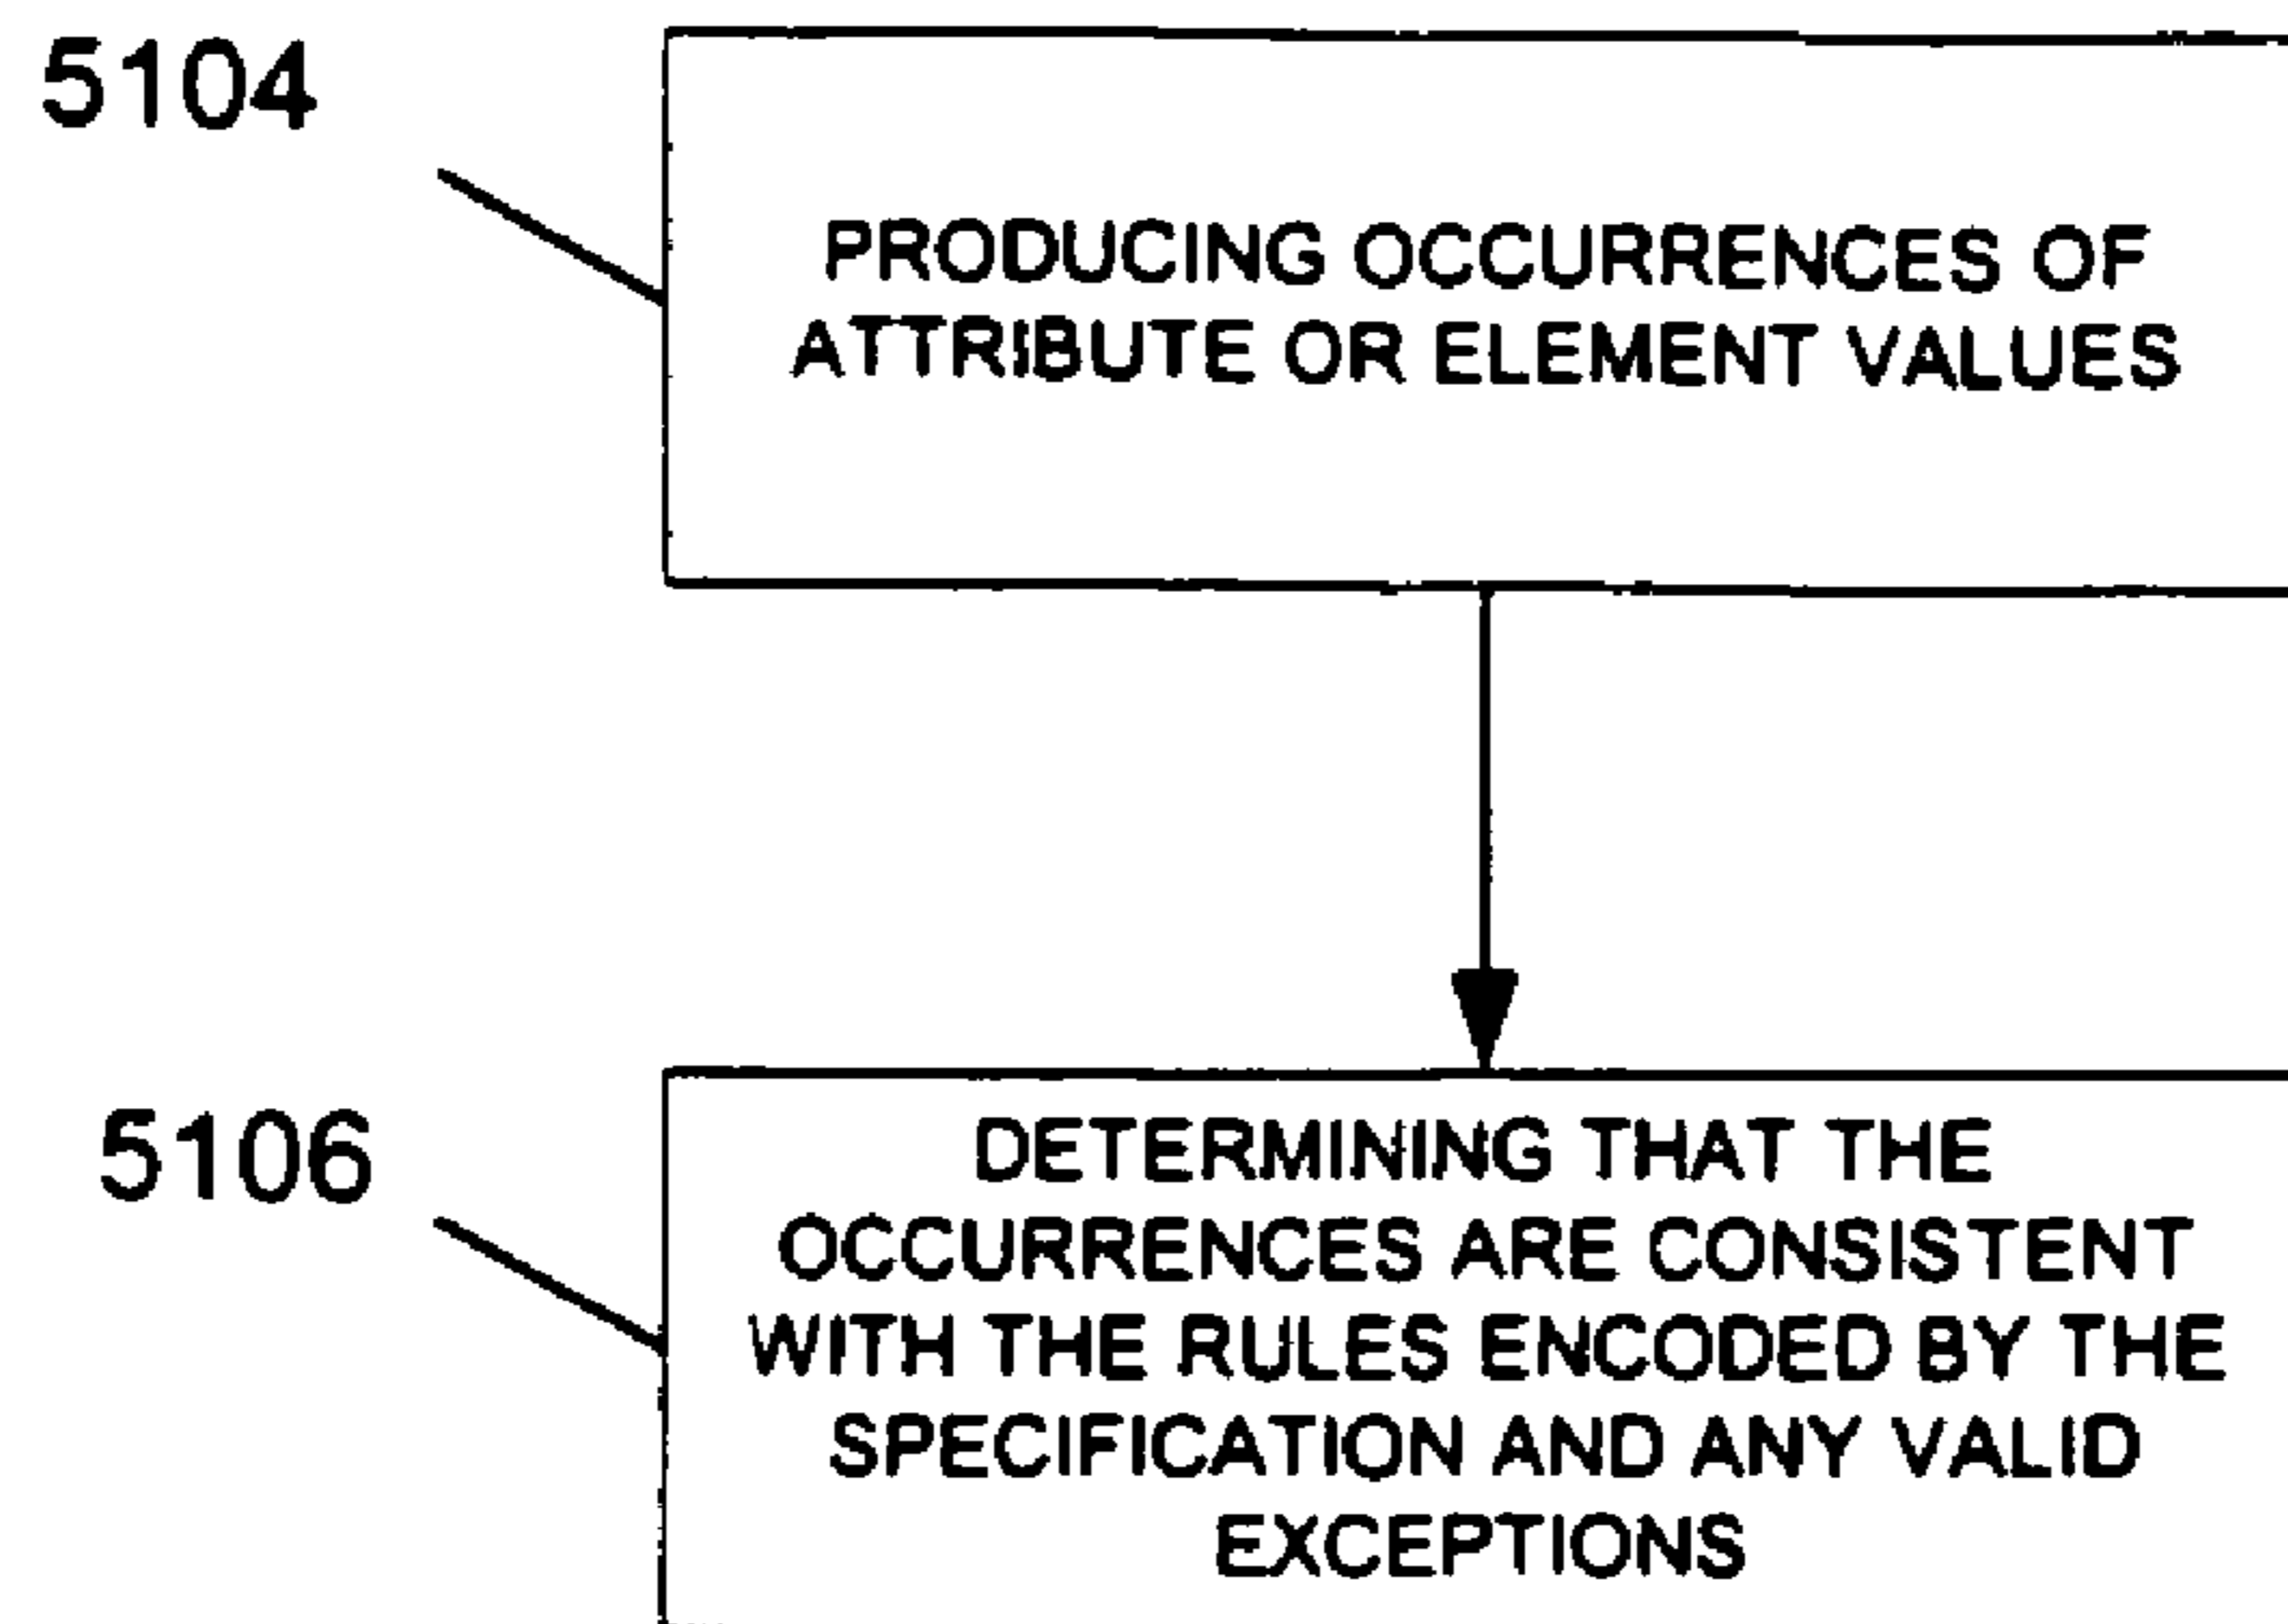 5104
PRODUCING OCCURRENCES OF
ATTRIBUTE OR ELEMENT VALUES
5106
DETERMINING THAT THE
OCCURRENCES ARE CONSISTENT
WITH THE RULES ENCODED BY THE
SPECIFICATION AND ANY VALID
EXCEPTIONS